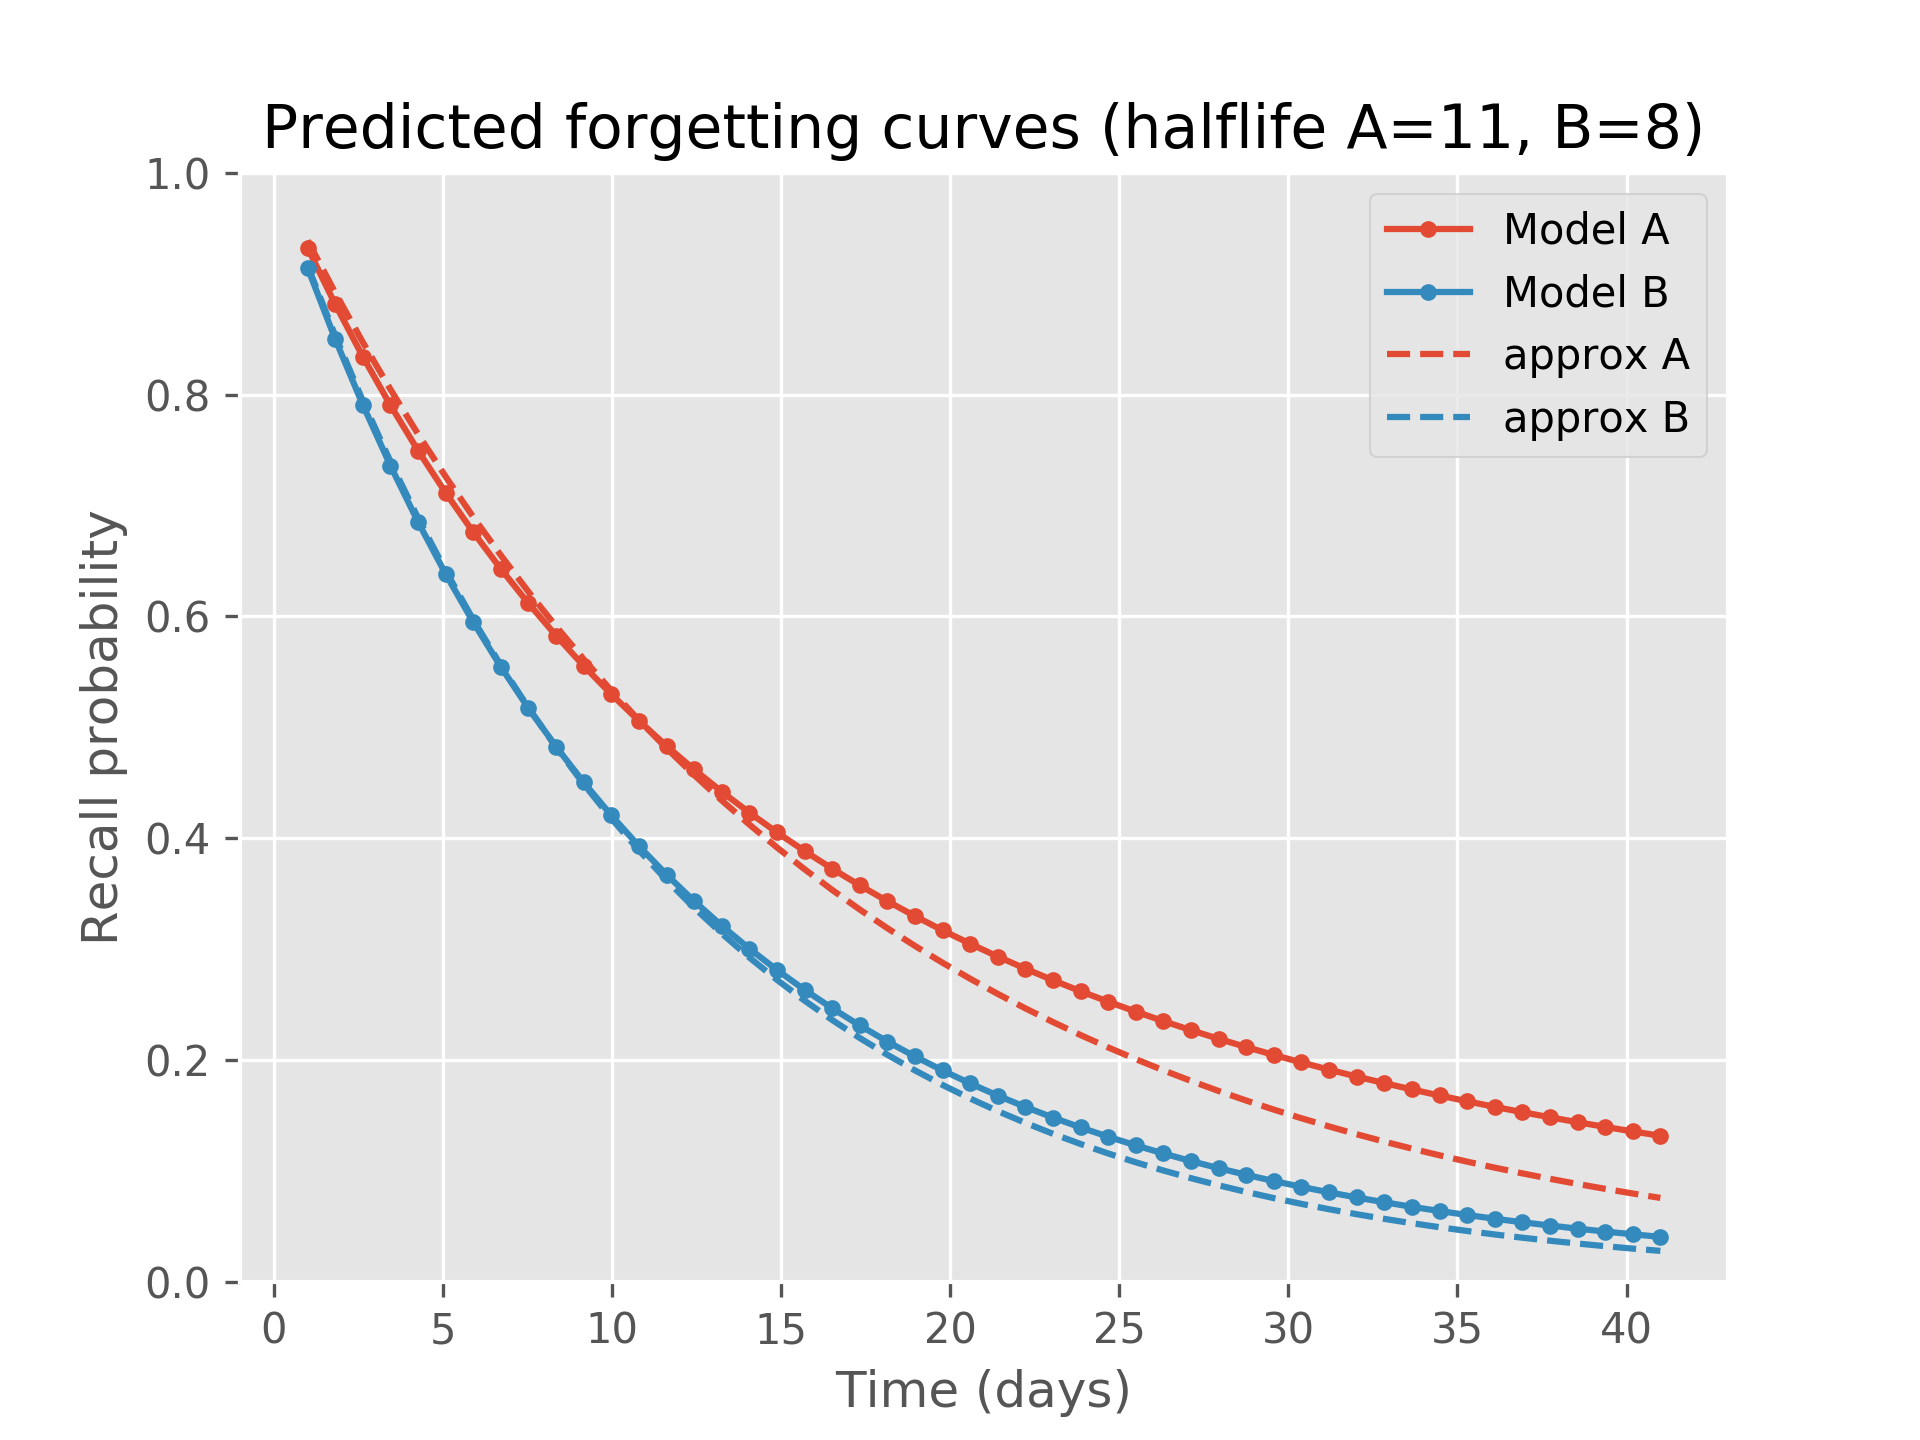 Predicted forgetting curves (halflife A=11, B=8)
Model A
Model B
approx A
approx B
1.0
0.8
0.6
0.4
0.2
0.0
Recall probability
0 5 10 15 20 25 30 35 40
Time (days)